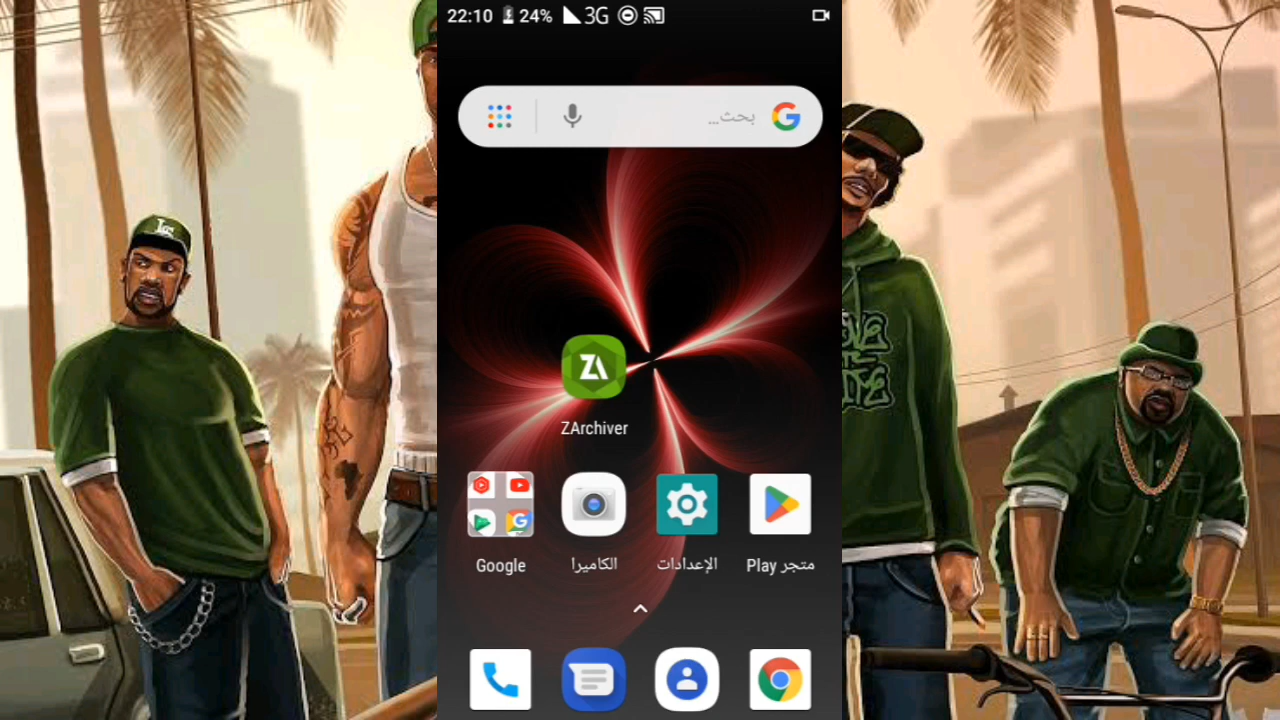 22:10 24% 3G
بحث...
ZArchiver
Google
الكاميرا
الإعدادات
متجر Play